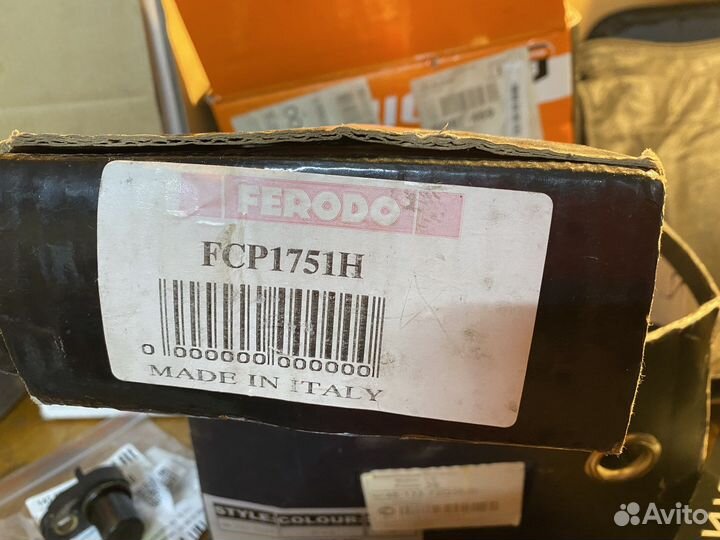 FERODO
FCP1751H
0 000000 000000
MADE IN ITALY
STYLE: COLOUR:
Avito